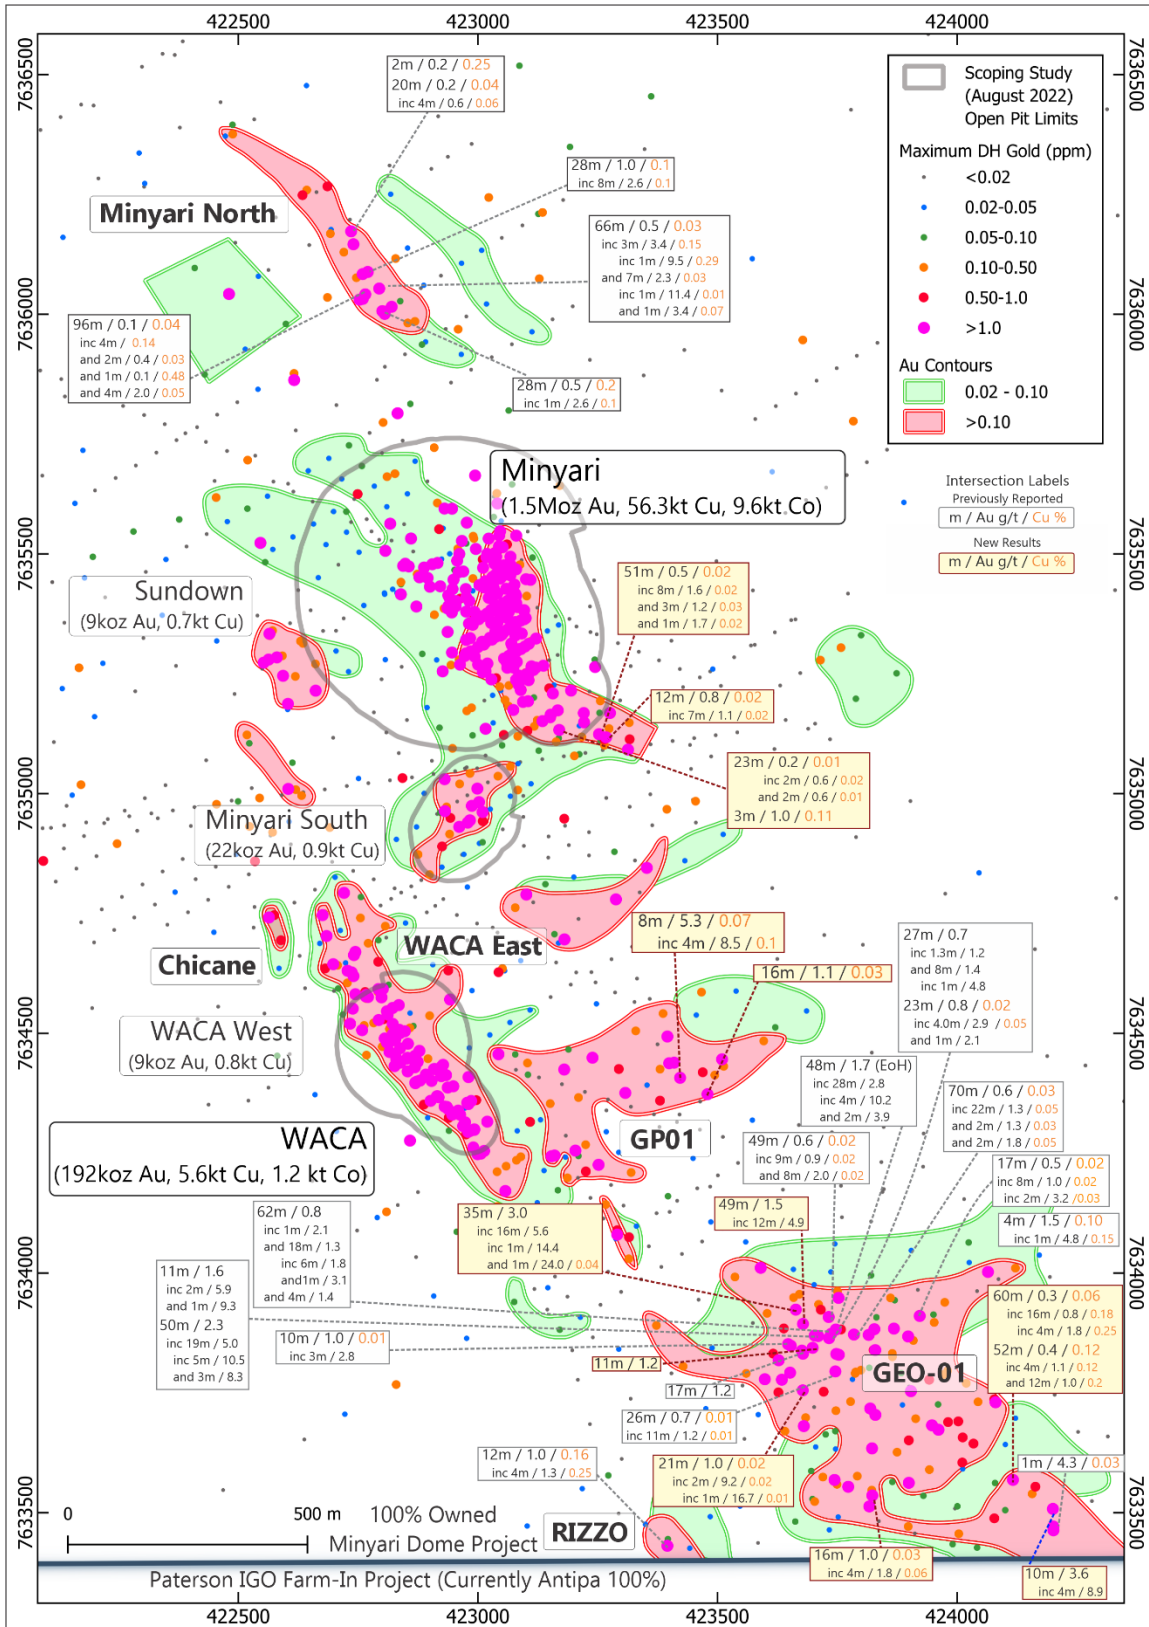 422500 423000 423500 424000
7636500
7636000
7635500
7635000
7634500
7634000
7633500
7636500
7636000
7635500
7635000
7634500
7634000
7633500
Scoping Study
(August 2022)
Open Pit Limits
Maximum DH Gold (ppm)
<0.02
0.02-0.05
0.05-0.10
0.10-0.50
0.50-1.0
>1.0
Au Contours
0.02 - 0.10
>0.10
Intersection Labels
Previously Reported
m / Au g/t / Cu %
New Results
m / Au g/t / Cu %
2m / 0.2 / 0.25
20m / 0.2 / 0.04
inc 4m / 0.6 / 0.06
28m / 1.0 / 0.1
inc 8m / 2.6 / 0.1
Minyari North
66m / 0.5 / 0.03
inc 3m / 3.4 / 0.15
inc 1m / 9.5 / 0.29
and 7m / 2.3 / 0.03
inc 1m / 11.4 / 0.01
and 1m / 3.4 / 0.07
96m / 0.1 / 0.04
inc 4m / 0.14
and 2m / 0.4 / 0.03
and 1m / 0.1 / 0.48
and 4m / 2.0 / 0.05
28m / 0.5 / 0.2
inc 1m / 2.6 / 0.1
Minyari
(1.5Moz Au, 56.3kt Cu, 9.6kt Co)
Sundown
(9koz Au, 0.7kt Cu)
51m / 0.5 / 0.02
inc 8m / 1.6 / 0.02
and 3m / 1.2 / 0.03
and 1m / 1.7 / 0.02
12m / 0.8 / 0.02
inc 7m / 1.1 / 0.02
23m / 0.2 / 0.01
inc 2m / 0.6 / 0.02
and 2m / 0.6 / 0.01
3m / 1.0 / 0.11
Minyari South
(22koz Au, 0.9kt Cu)
8m / 5.3 / 0.07
inc 4m / 8.5 / 0.1
WACA East
Chicane
16m / 1.1 / 0.03
27m / 0.7
inc 1.3m / 1.2
and 8m / 1.4
inc 1m / 4.8
23m / 0.8 / 0.02
inc 4.0m / 2.9 / 0.05
and 1m / 2.1
WACA West
(9koz Au, 0.8kt Cu)
48m / 1.7 (EoH)
inc 28m / 2.8
inc 4m / 10.2
and 2m / 3.9
70m / 0.6 / 0.03
inc 22m / 1.3 / 0.05
and 2m / 1.3 / 0.03
and 2m / 1.8 / 0.05
WACA
(192koz Au, 5.6kt Cu, 1.2 kt Co)
GP01
49m / 0.6 / 0.02
inc 9m / 0.9 / 0.02
and 8m / 2.0 / 0.02
17m / 0.5 / 0.02
inc 8m / 1.0 / 0.02
inc 2m / 3.2 /0.03
62m / 0.8
inc 1m / 2.1
and 18m / 1.3
inc 6m / 1.8
and1m / 3.1
and 4m / 1.4
35m / 3.0
inc 16m / 5.6
inc 1m / 14.4
and 1m / 24.0 / 0.04
49m / 1.5
inc 12m / 4.9
4m / 1.5 / 0.10
inc 1m / 4.8 / 0.15
11m / 1.6
inc 2m / 5.9
and 1m / 9.3
50m / 2.3
inc 19m / 5.0
inc 5m / 10.5
and 3m / 8.3
60m / 0.3 / 0.06
inc 16m / 0.8 / 0.18
inc 4m / 1.8 / 0.25
52m / 0.4 / 0.12
inc 4m / 1.1 / 0.12
and 12m / 1.0 / 0.2
10m / 1.0 / 0.01
inc 3m / 2.8
11m / 1.2
GEO-01
17m / 1.2
26m / 0.7 / 0.01
inc 11m / 1.2 / 0.01
12m / 1.0 / 0.16
inc 4m / 1.3 / 0.25
21m / 1.0 / 0.02
inc 2m / 9.2 / 0.02
inc 1m / 16.7 / 0.01
1m / 4.3 / 0.03
0 500 m
100% Owned
Minyari Dome Project
RIZZO
16m / 1.0 / 0.03
inc 4m / 1.8 / 0.06
10m / 3.6
inc 4m / 8.9
Paterson IGO Farm-In Project (Currently Antipa 100%)
422500 423000 423500 424000